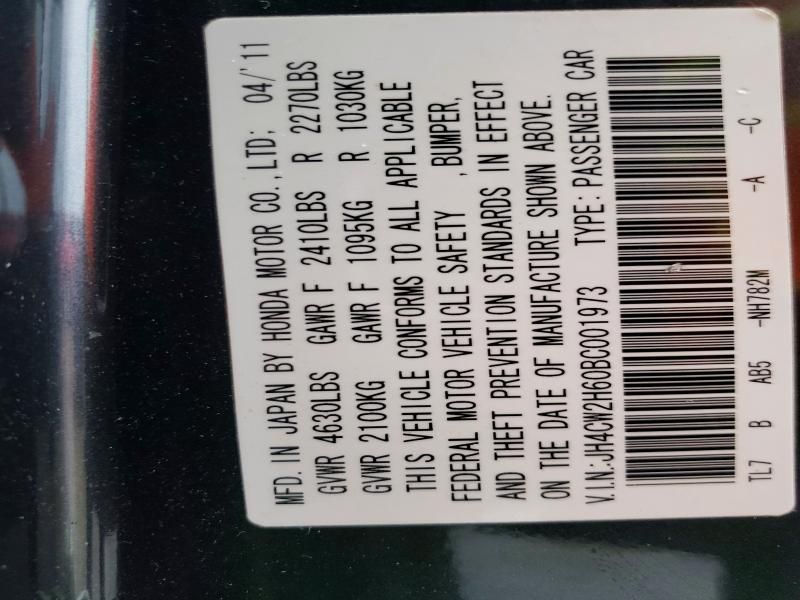 MFD. IN JAPAN BY HONDA MOTOR CO.,LTD; 04/'11
GVWR 4630LBS GAWR F 2410LBS R 2270LBS
GVWR 2100KG GAWR F 1095KG R 1030KG
THIS VEHICLE CONFORMS TO ALL APPLICABLE
FEDERAL MOTOR VEHICLE SAFETY ,BUMPER,
AND THEFT PREVENTION STANDARDS IN EFFECT
ON THE DATE OF MANUFACTURE SHOWN ABOVE.
V.I.N.:JH4CW2H60BC001973 TYPE: PASSENGER CAR
TL7 B AB5 -NH782M -A -C